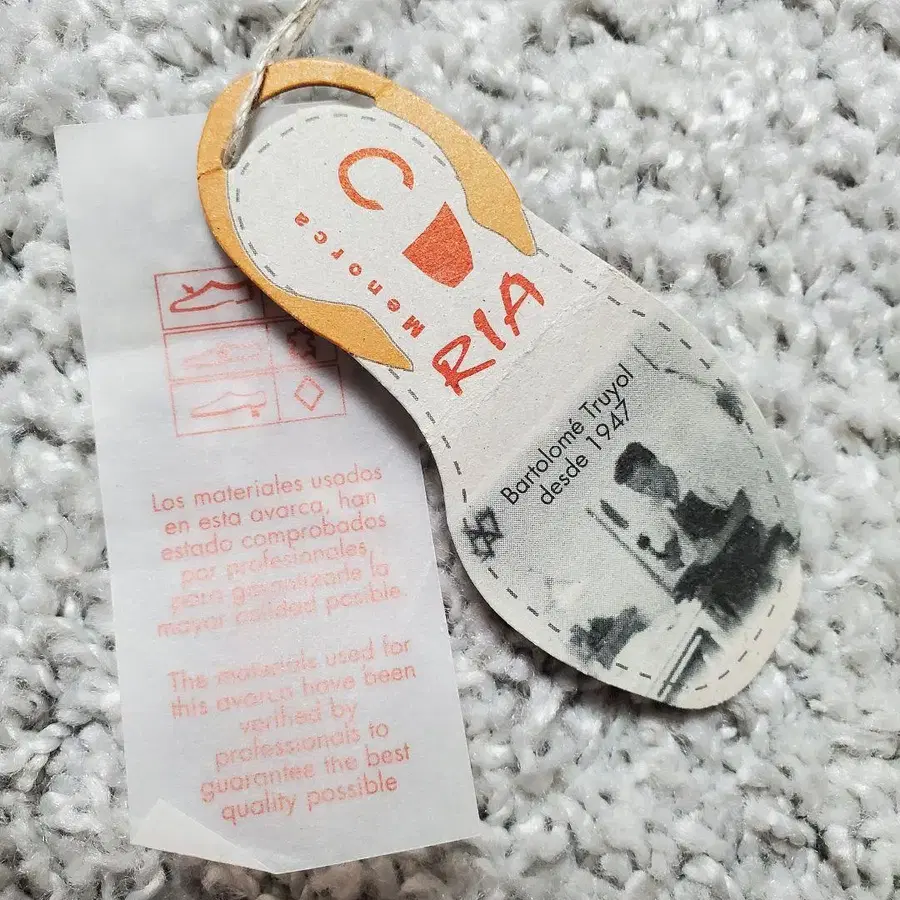 Menorca
RIA
Bartolomé Truyol
desde 1947
Los materiales usados
en esta avarca, han
estado comprobados
por profesionales
para garantizarle la
mayor calidad posible.
The materials used for
this avarca have been
verified by
professionals to
guarantee the best
quality possible